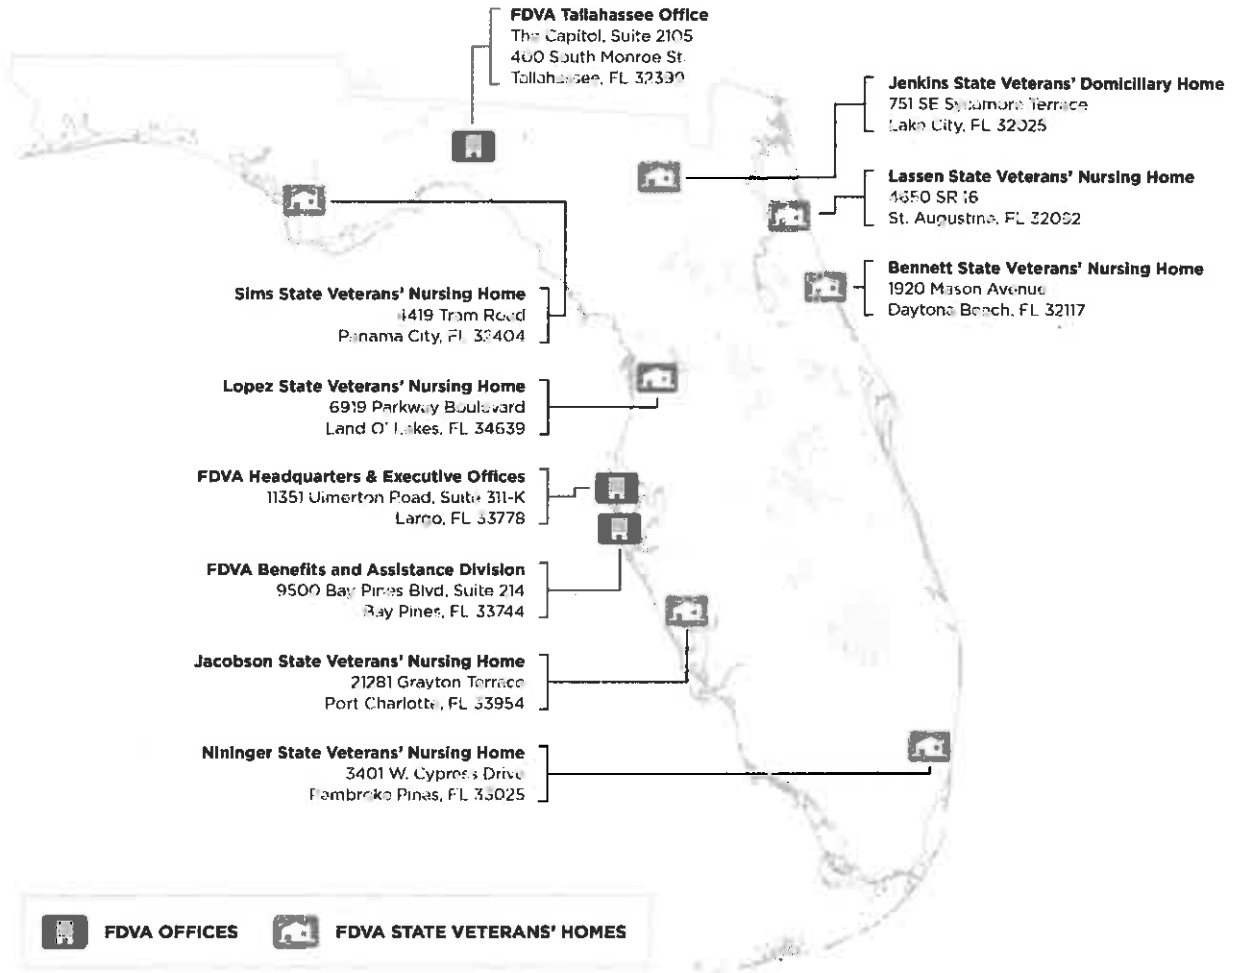 FDVA Tallahassee Office
The Capitol, Suite 2105
400 South Monroe St.
Tallahassee, FL 32399
Jenkins State Veterans' Domiciliary Home
751 SE Sycamore Terrace
Lake City, FL 32025
Lassen State Veterans' Nursing Home
4650 SR 16
St. Augustine, FL 32092
Bennett State Veterans' Nursing Home
1920 Mason Avenue
Daytona Beach, FL 32117
Sims State Veterans' Nursing Home
4419 Tram Road
Panama City, FL 32404
Lopez State Veterans' Nursing Home
6919 Parkway Boulevard
Land O' Lakes, FL 34639
FDVA Headquarters & Executive Offices
11351 Ulmerton Road, Suite 311-K
Largo, FL 33778
FDVA Benefits and Assistance Division
9500 Bay Pines Blvd, Suite 214
Bay Pines, FL 33744
Jacobson State Veterans' Nursing Home
21281 Grayton Terrace
Port Charlotte, FL 33954
Nininger State Veterans' Nursing Home
3401 W. Cypress Drive
Pembroke Pines, FL 33025
FDVA OFFICES
FDVA STATE VETERANS' HOMES